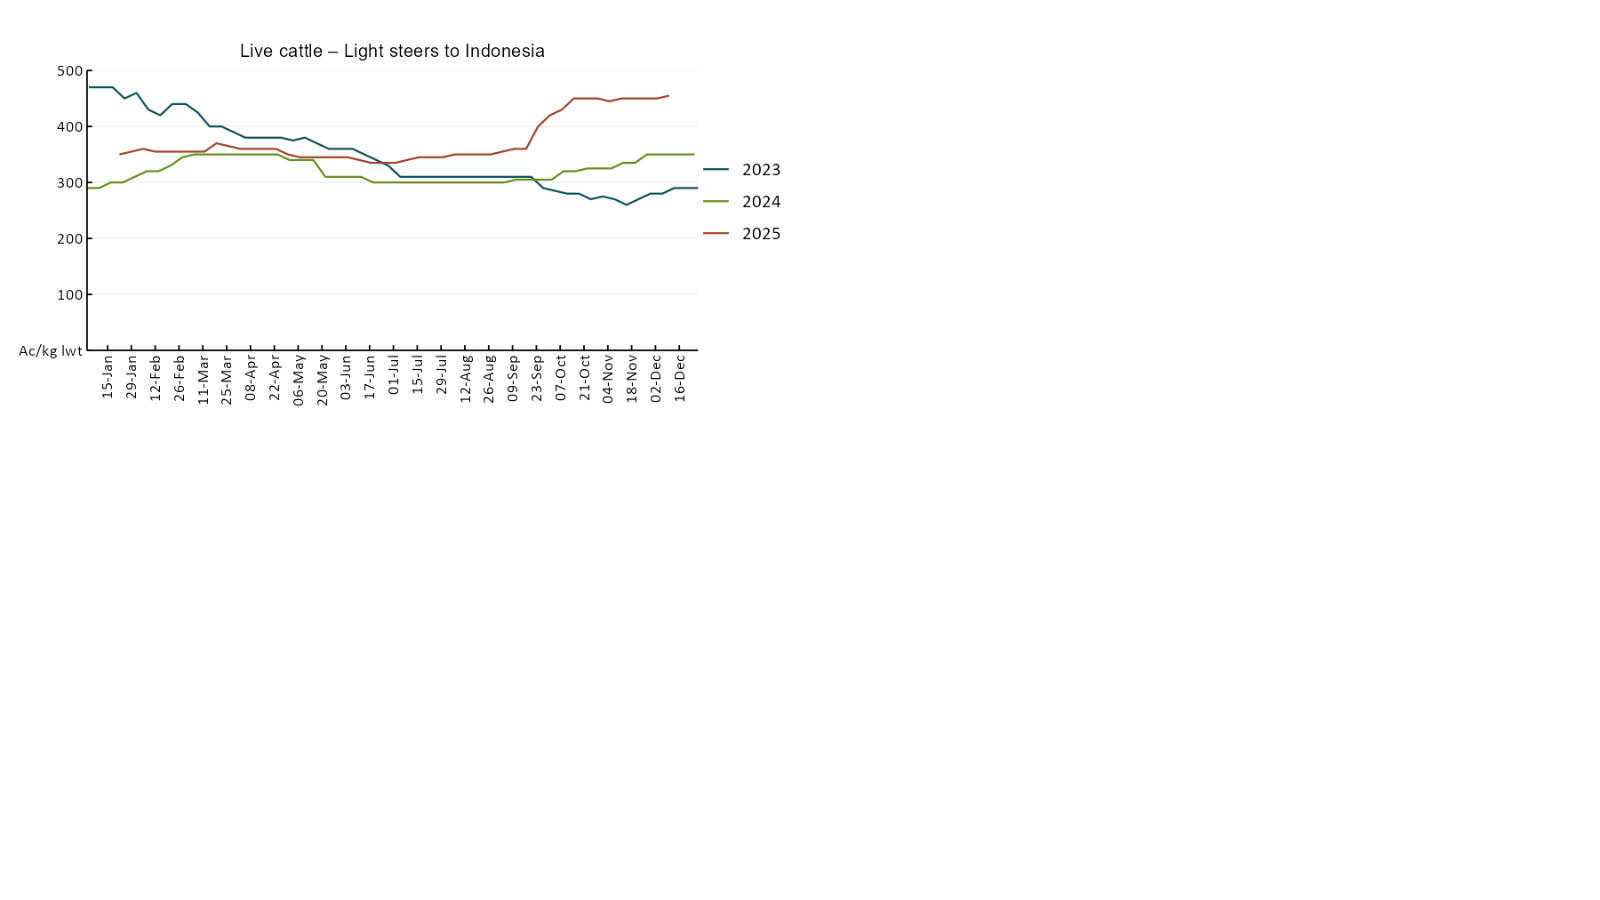 Live cattle – Light steers to Indonesia
500
400
300
200
100
Ac/kg lwt
15-Jan
29-Jan
12-Feb
26-Feb
11-Mar
25-Mar
08-Apr
22-Apr
06-May
20-May
03-Jun
17-Jun
01-Jul
15-Jul
29-Jul
12-Aug
26-Aug
09-Sep
23-Sep
07-Oct
21-Oct
04-Nov
18-Nov
02-Dec
16-Dec
2023
2024
2025